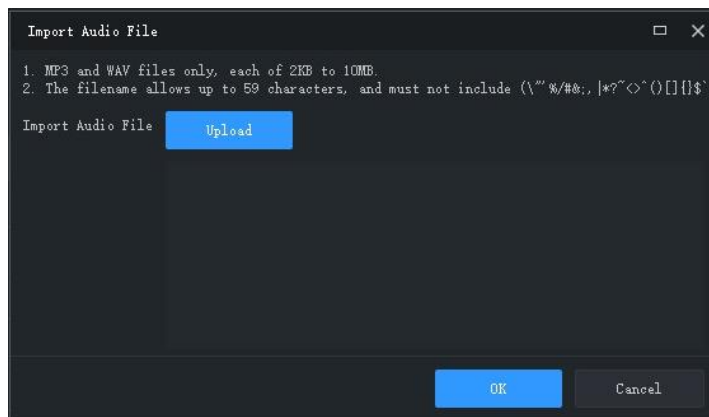 Import Audio File
1. MP3 and WAV files only, each of 2KB to 10MB.
2. The filename allows up to 59 characters, and must not include (\"' %/#&:;, |*?~<>^()[]{}$`
Import Audio File
Upload
OK
Cancel